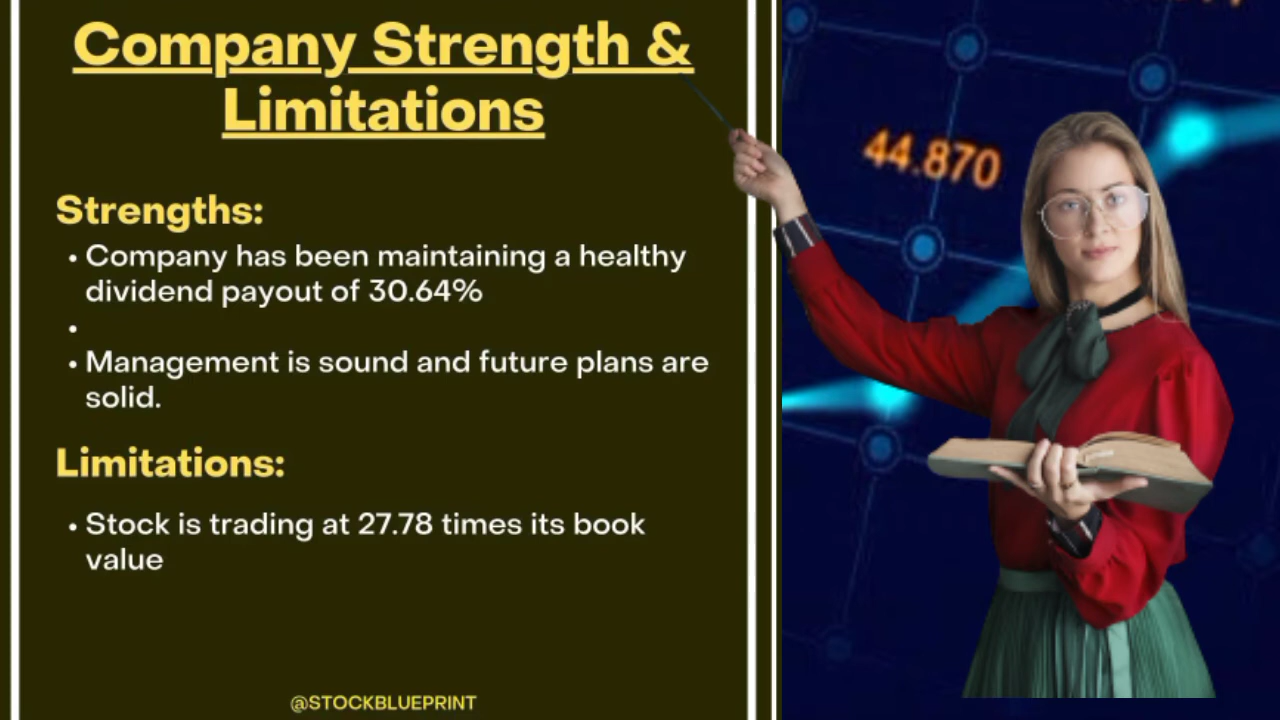 Company Strength &
Limitations
Strengths:
• Company has been maintaining a healthy
dividend payout of 30.64%
•
• Management is sound and future plans are
solid.
Limitations:
• Stock is trading at 27.78 times its book
value
@STOCKBLUEPRINT
44.870